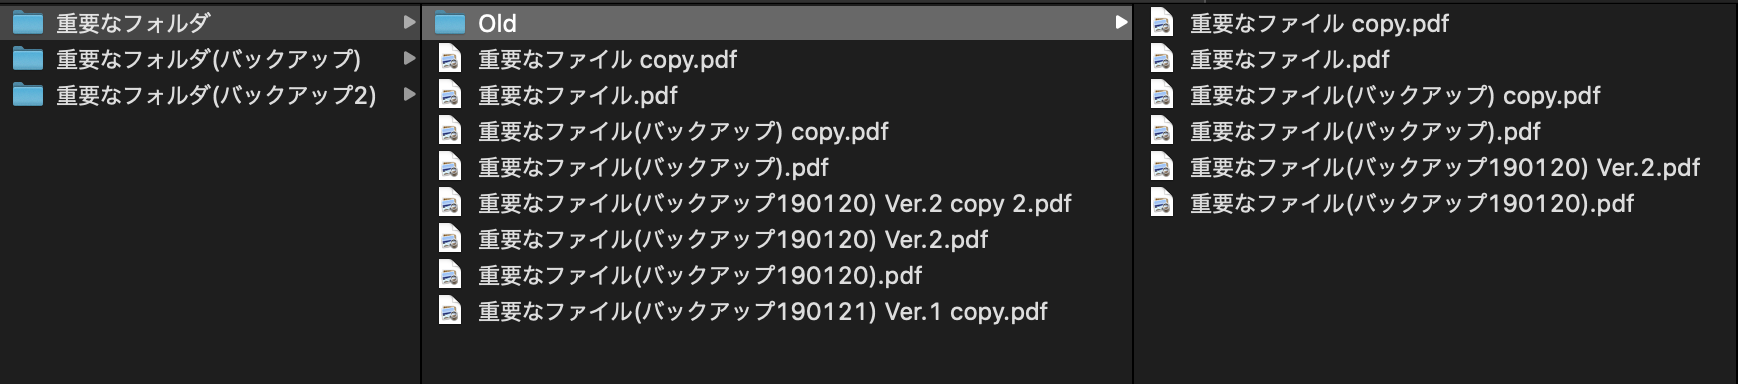 重要なフォルダ
重要なフォルダ(バックアップ)
重要なフォルダ(バックアップ2)
Old
重要なファイル copy.pdf
重要なファイル.pdf
重要なファイル(バックアップ) copy.pdf
重要なファイル(バックアップ).pdf
重要なファイル(バックアップ190120) Ver.2 copy 2.pdf
重要なファイル(バックアップ190120) Ver.2.pdf
重要なファイル(バックアップ190120).pdf
重要なファイル(バックアップ190121) Ver.1 copy.pdf
重要なファイル copy.pdf
重要なファイル.pdf
重要なファイル(バックアップ) copy.pdf
重要なファイル(バックアップ).pdf
重要なファイル(バックアップ190120) Ver.2.pdf
重要なファイル(バックアップ190120).pdf